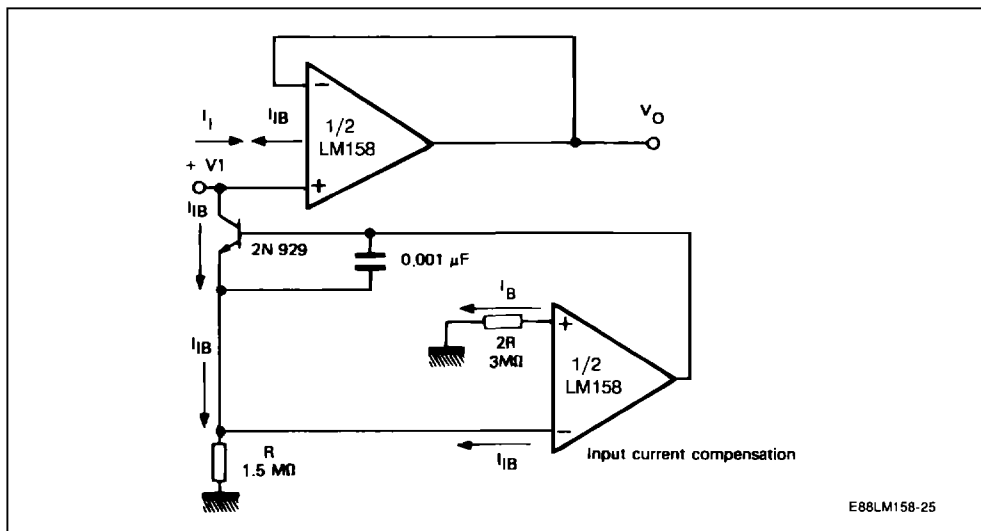 −
1/2
LM158
+
I_I
I_IB
V_O
+ V1
I_IB
2N 929
0.001 µF
I_B
2R
3MΩ
+
1/2
LM158
−
I_IB
I_IB
Input current compensation
R
1.5 MΩ
E88LM158-25